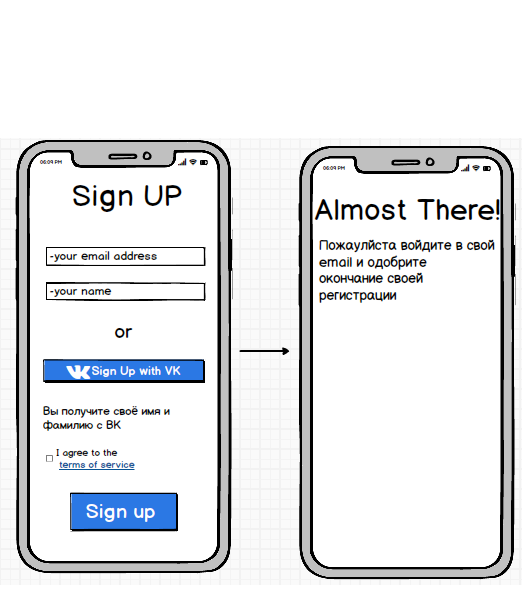 06:09 PM
Sign UP
-your email address
-your name
or
Sign Up with VK
Вы получите своё имя и
фамилию с ВК
I agree to the
terms of service
Sign up
06:09 PM
Almost There!
Пожауйлста войдите в свой
email и одобрите
окончание своей
регистрации